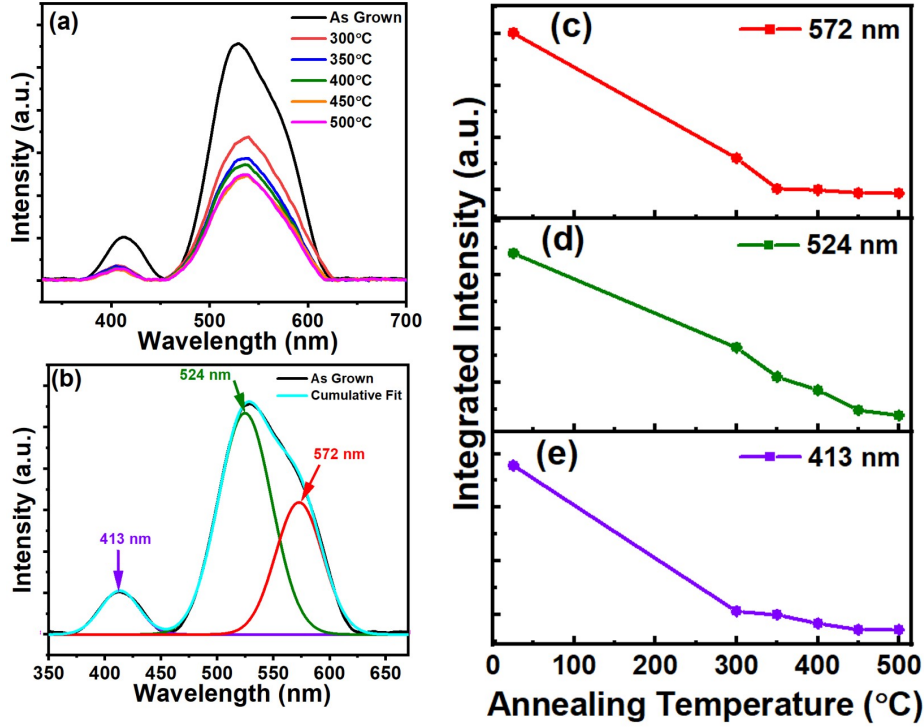 (a)
As Grown
300°C
350°C
400°C
450°C
500°C
Intensity (a.u.)
400 500 600 700
Wavelength (nm)
(b)
524 nm
As Grown
Cumulative Fit
572 nm
413 nm
Intensity (a.u.)
350 400 450 500 550 600 650
Wavelength (nm)
(c)
572 nm
(d)
524 nm
(e)
413 nm
Integrated Intensity (a.u.)
0 100 200 300 400 500
Annealing Temperature (°C)